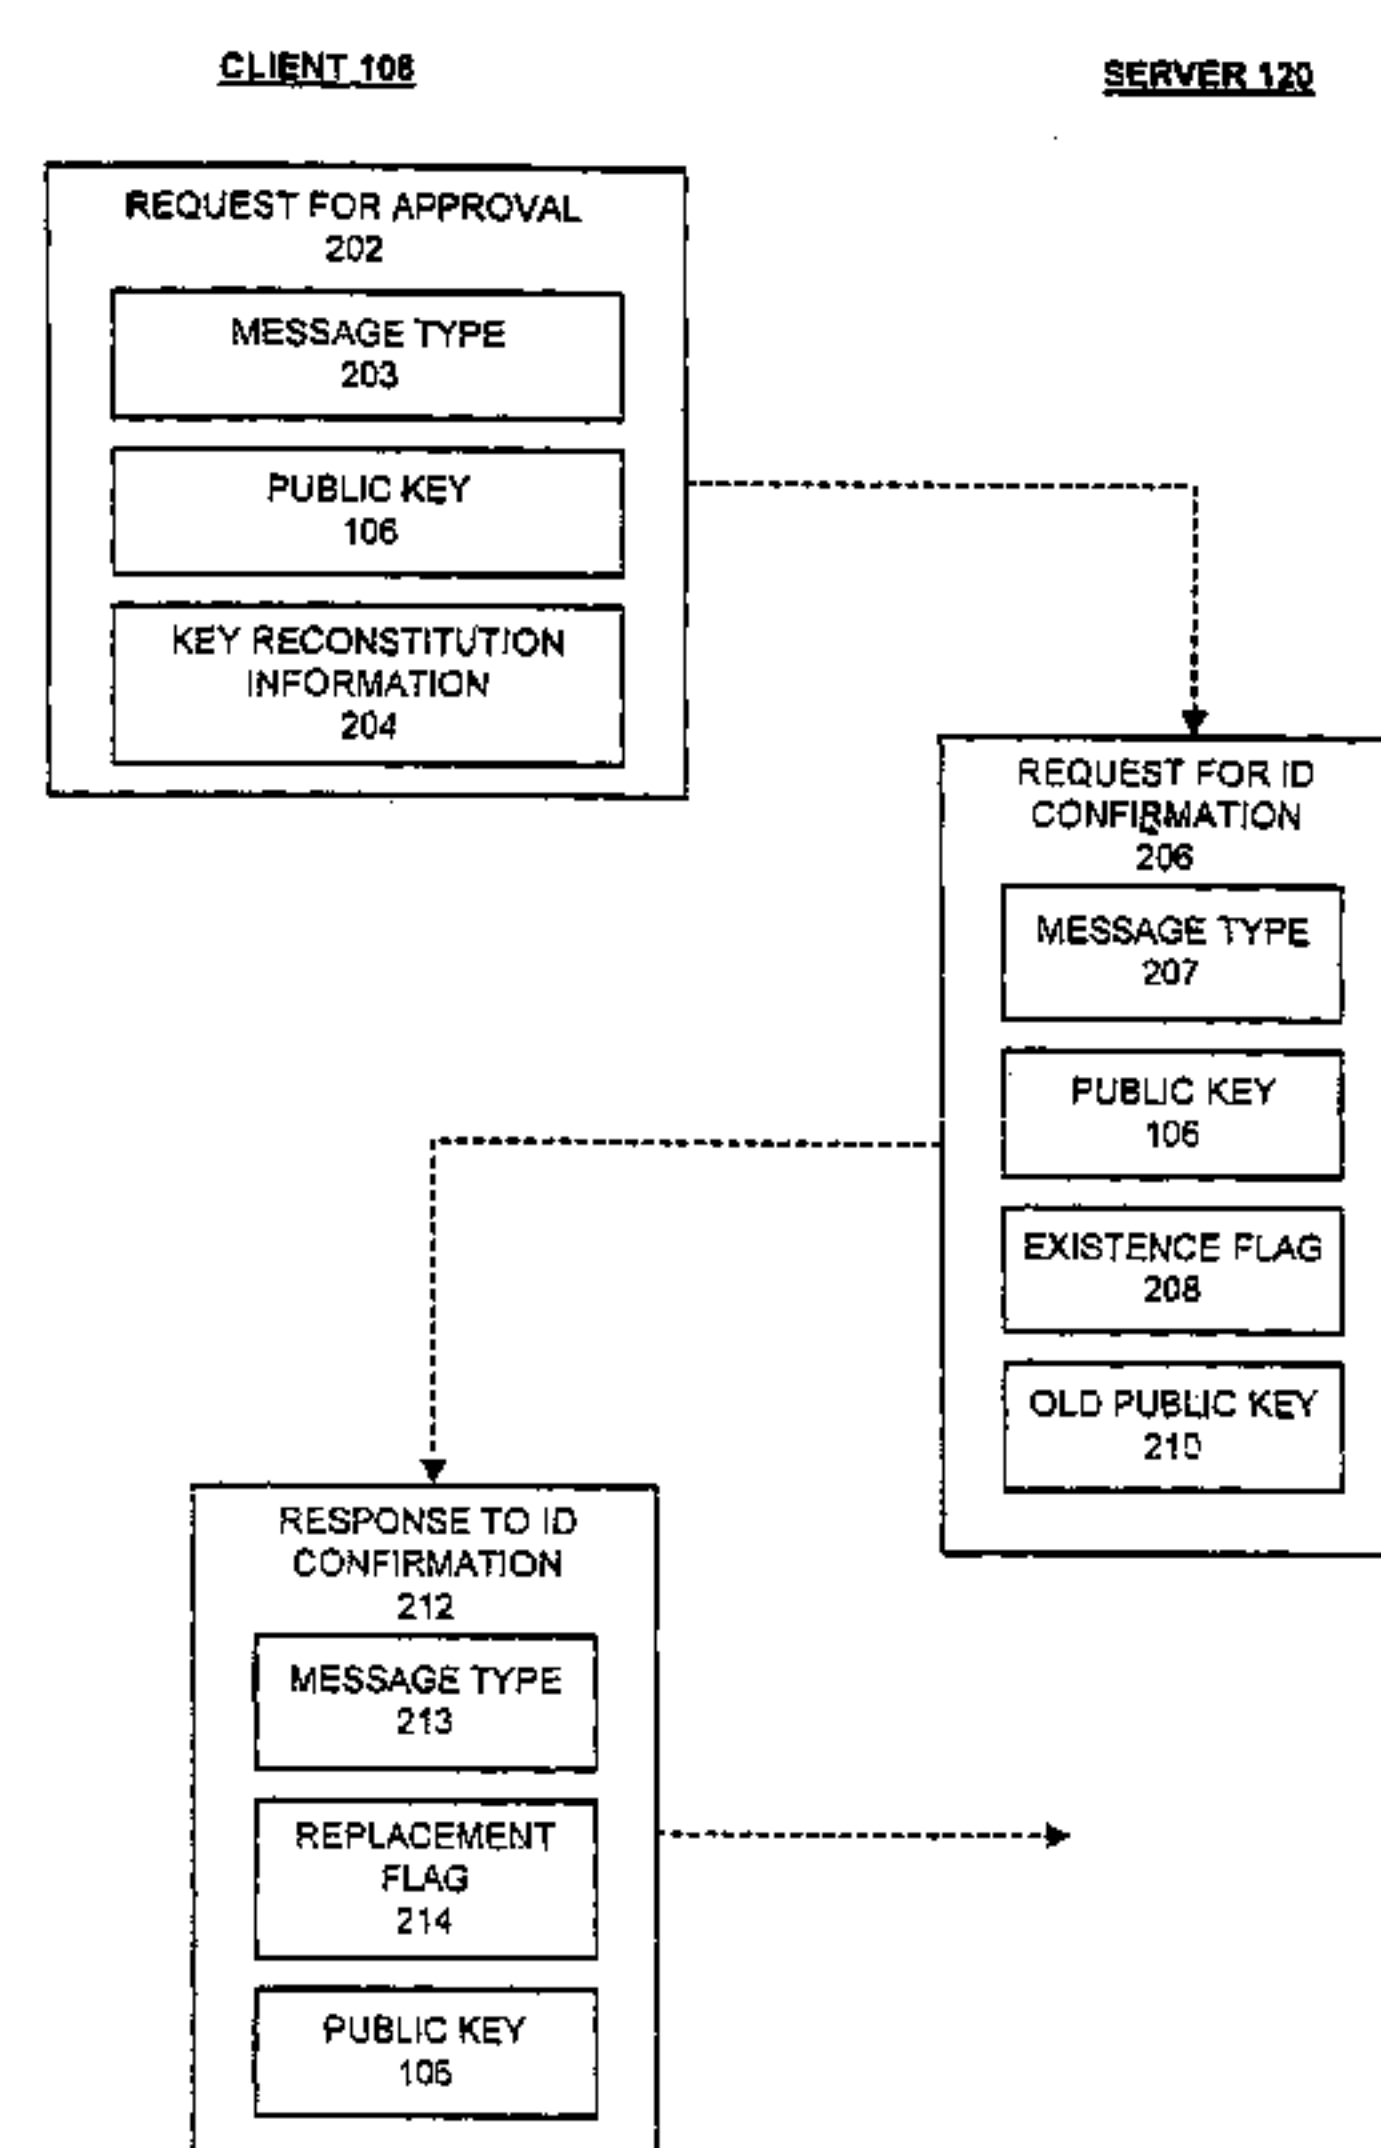 CLIENT 108
SERVER 120
REQUEST FOR APPROVAL
202
MESSAGE TYPE
203
PUBLIC KEY
106
KEY RECONSTITUTION
INFORMATION
204
REQUEST FOR ID
CONFIRMATION
206
MESSAGE TYPE
207
PUBLIC KEY
106
EXISTENCE FLAG
208
OLD PUBLIC KEY
210
RESPONSE TO ID
CONFIRMATION
212
MESSAGE TYPE
213
REPLACEMENT
FLAG
214
PUBLIC KEY
106